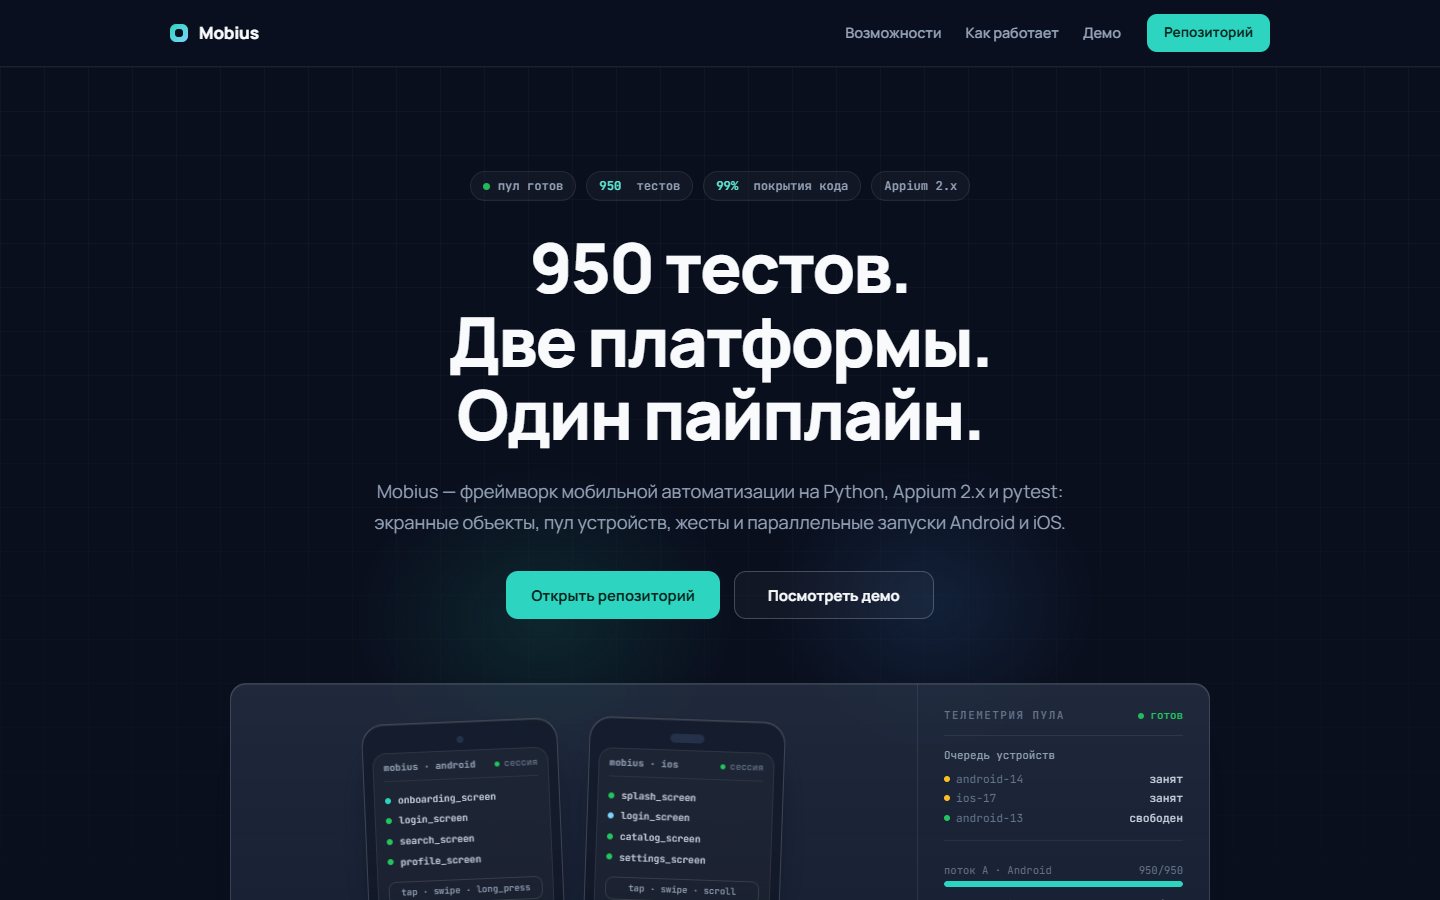 Mobius
Возможности
Как работает
Демо
Репозиторий
пул готов
950 тестов
99% покрытия кода
Appium 2.x
950 тестов.
Две платформы.
Один пайплайн.
Mobius — фреймворк мобильной автоматизации на Python, Appium 2.x и pytest:
экранные объекты, пул устройств, жесты и параллельные запуски Android и iOS.
Открыть репозиторий
Посмотреть демо
mobius · android
сессия
onboarding_screen
login_screen
search_screen
profile_screen
tap · swipe · long_press
mobius · ios
сессия
splash_screen
login_screen
catalog_screen
settings_screen
tap · swipe · scroll
ТЕЛЕМЕТРИЯ ПУЛА
готов
Очередь устройств
android-14 занят
ios-17 занят
android-13 свободен
поток A · Android 950/950